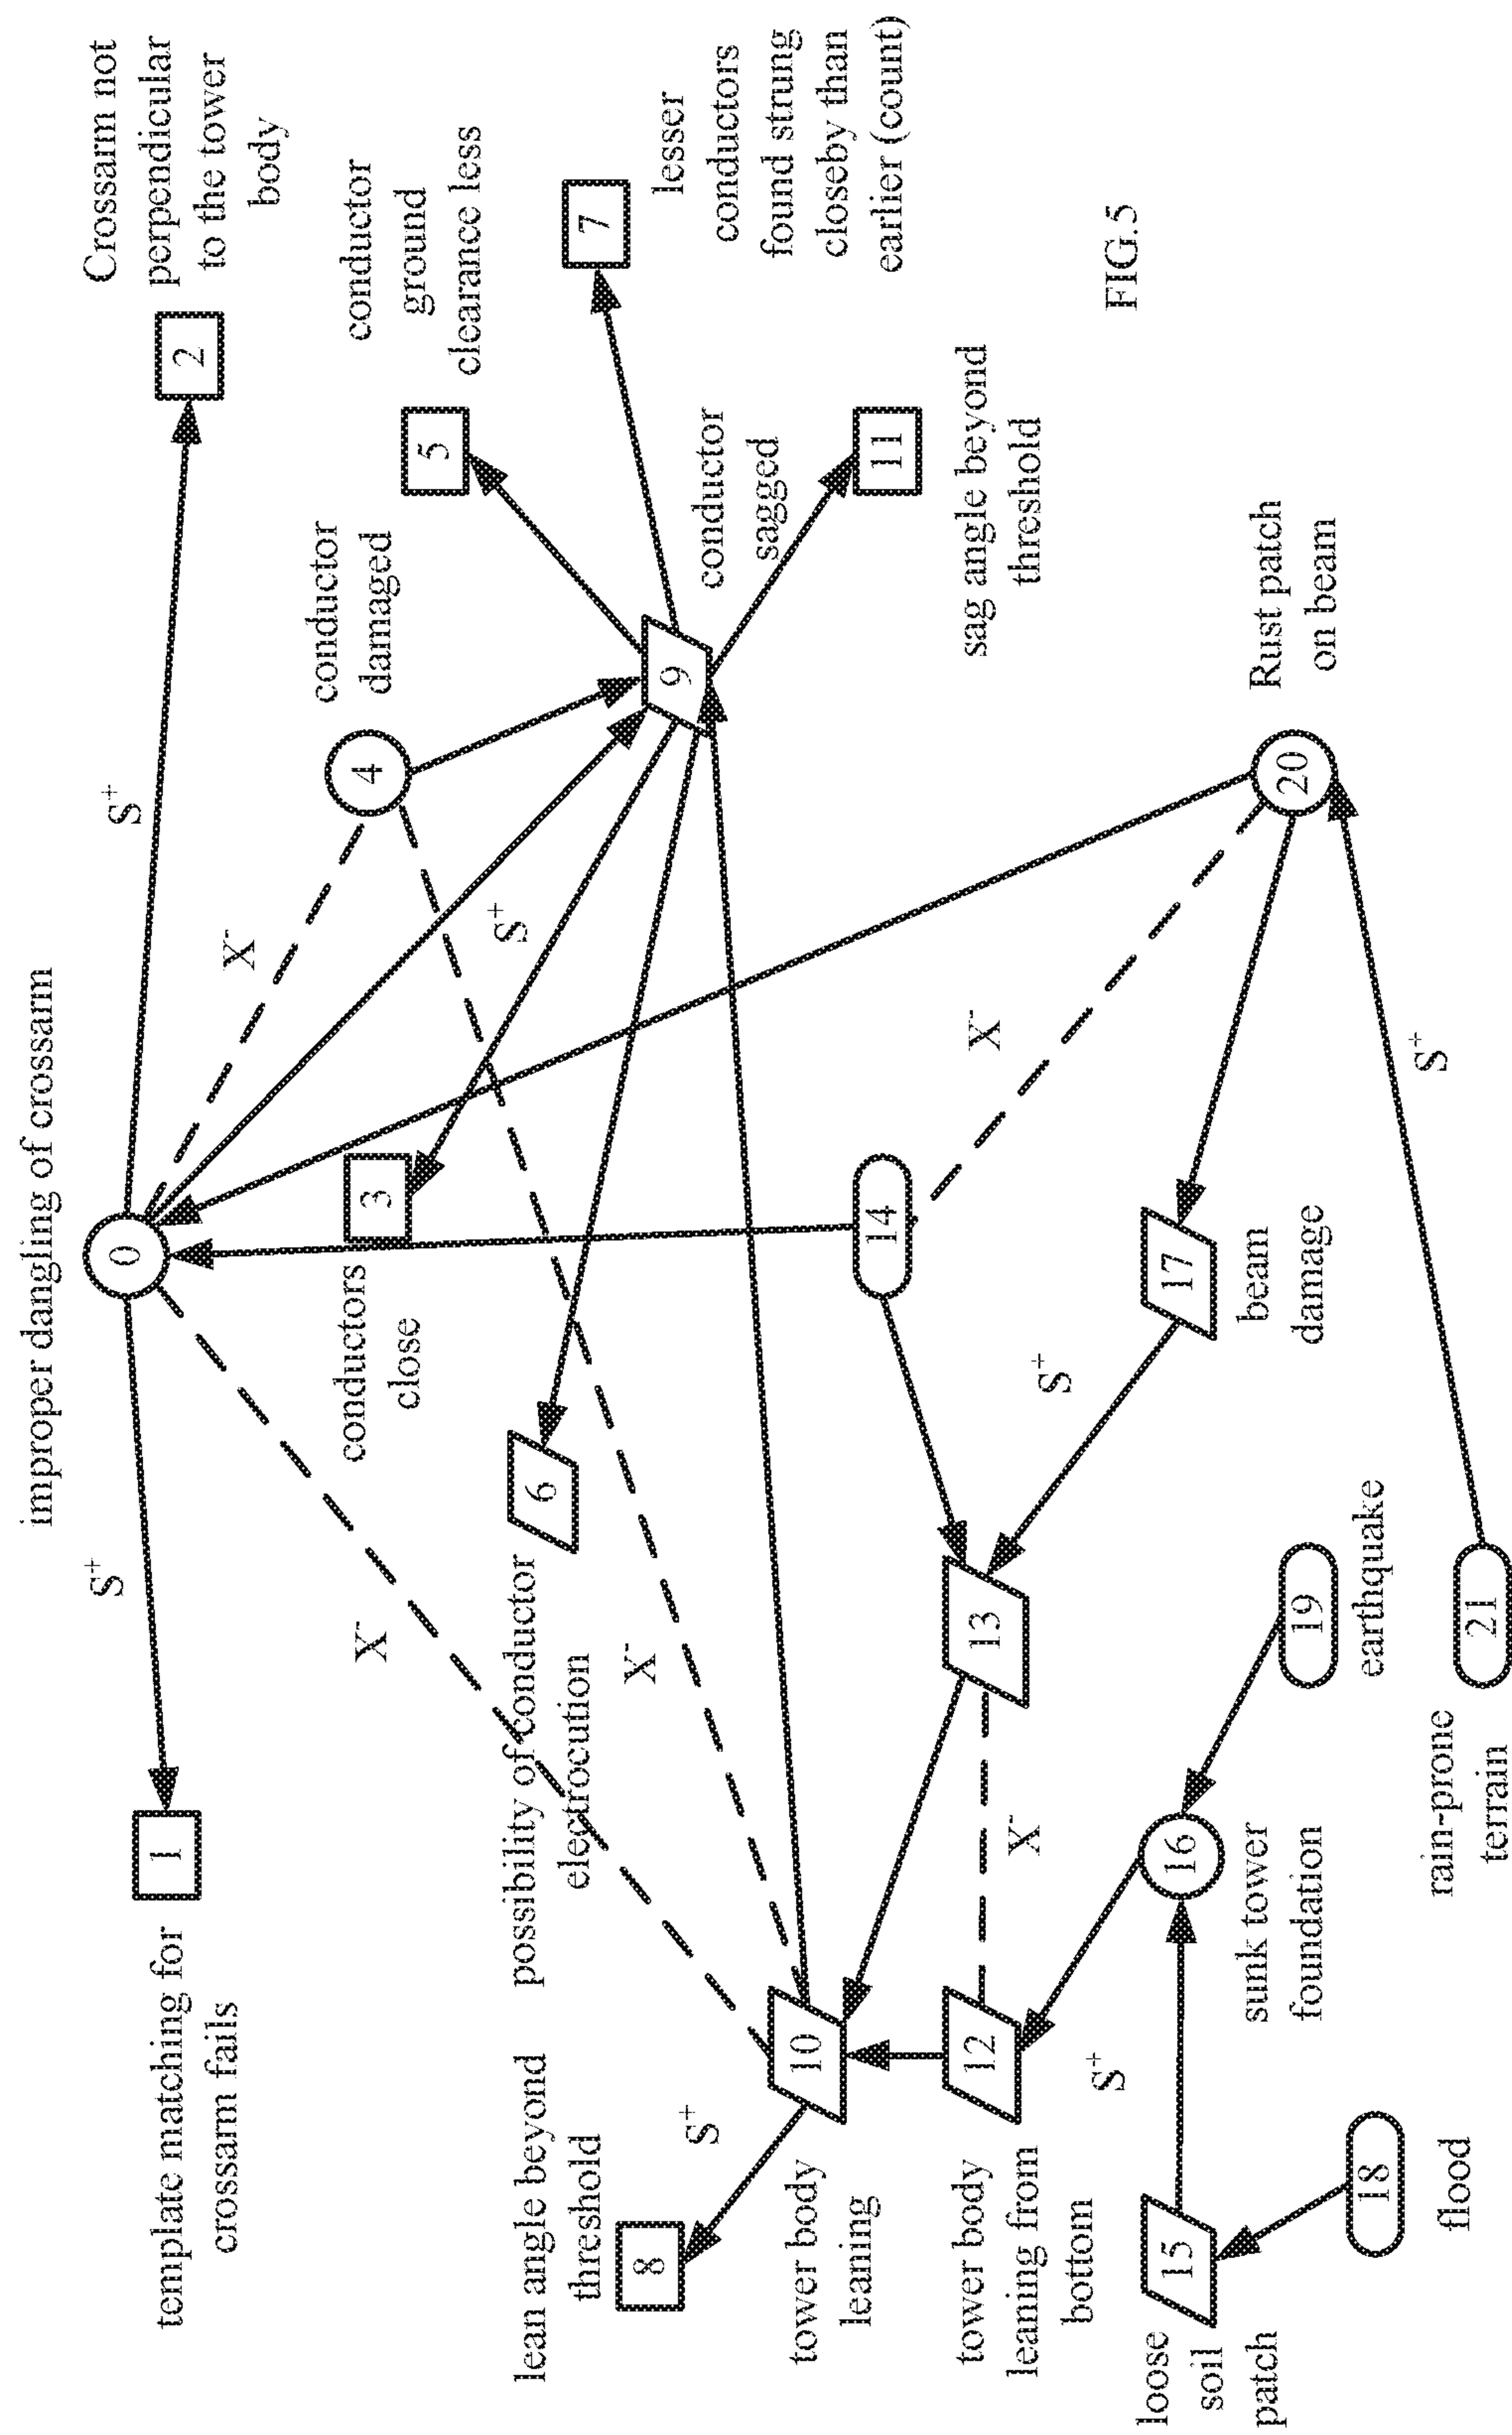 improper dangling of crossarm
0
S⁺
S⁺
1
template matching for
crossarm fails
2
Crossarm not
perpendicular
to the tower
body
X⁻
X⁻
conductors
close
3
4
conductor
damaged
5
conductor
ground
clearance less
S⁺
possibility of conductor
electrocution
6
X⁻
7
lesser
conductors
found strung
closeby than
earlier (count)
lean angle beyond
threshold
8
S⁺
9
conductor
sagged
tower body
leaning
10
11
sag angle beyond
threshold
14
X⁻
tower body
leaning from
bottom
12
X⁻
13
S⁺
S⁺
loose
soil
patch
15
16
sunk tower
foundation
17
beam
damage
20
Rust patch
on beam
18
flood
19
earthquake
21
rain-prone
terrain
S⁺
FIG.5